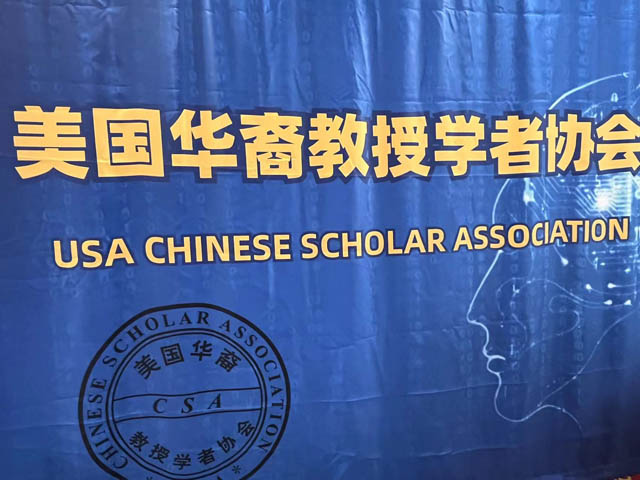 美国华裔教授学者协会
USA CHINESE SCHOLAR ASSOCIATION
CHINESE SCHOLAR ASSOCIATION
美国华裔
CSA
教授学者协会